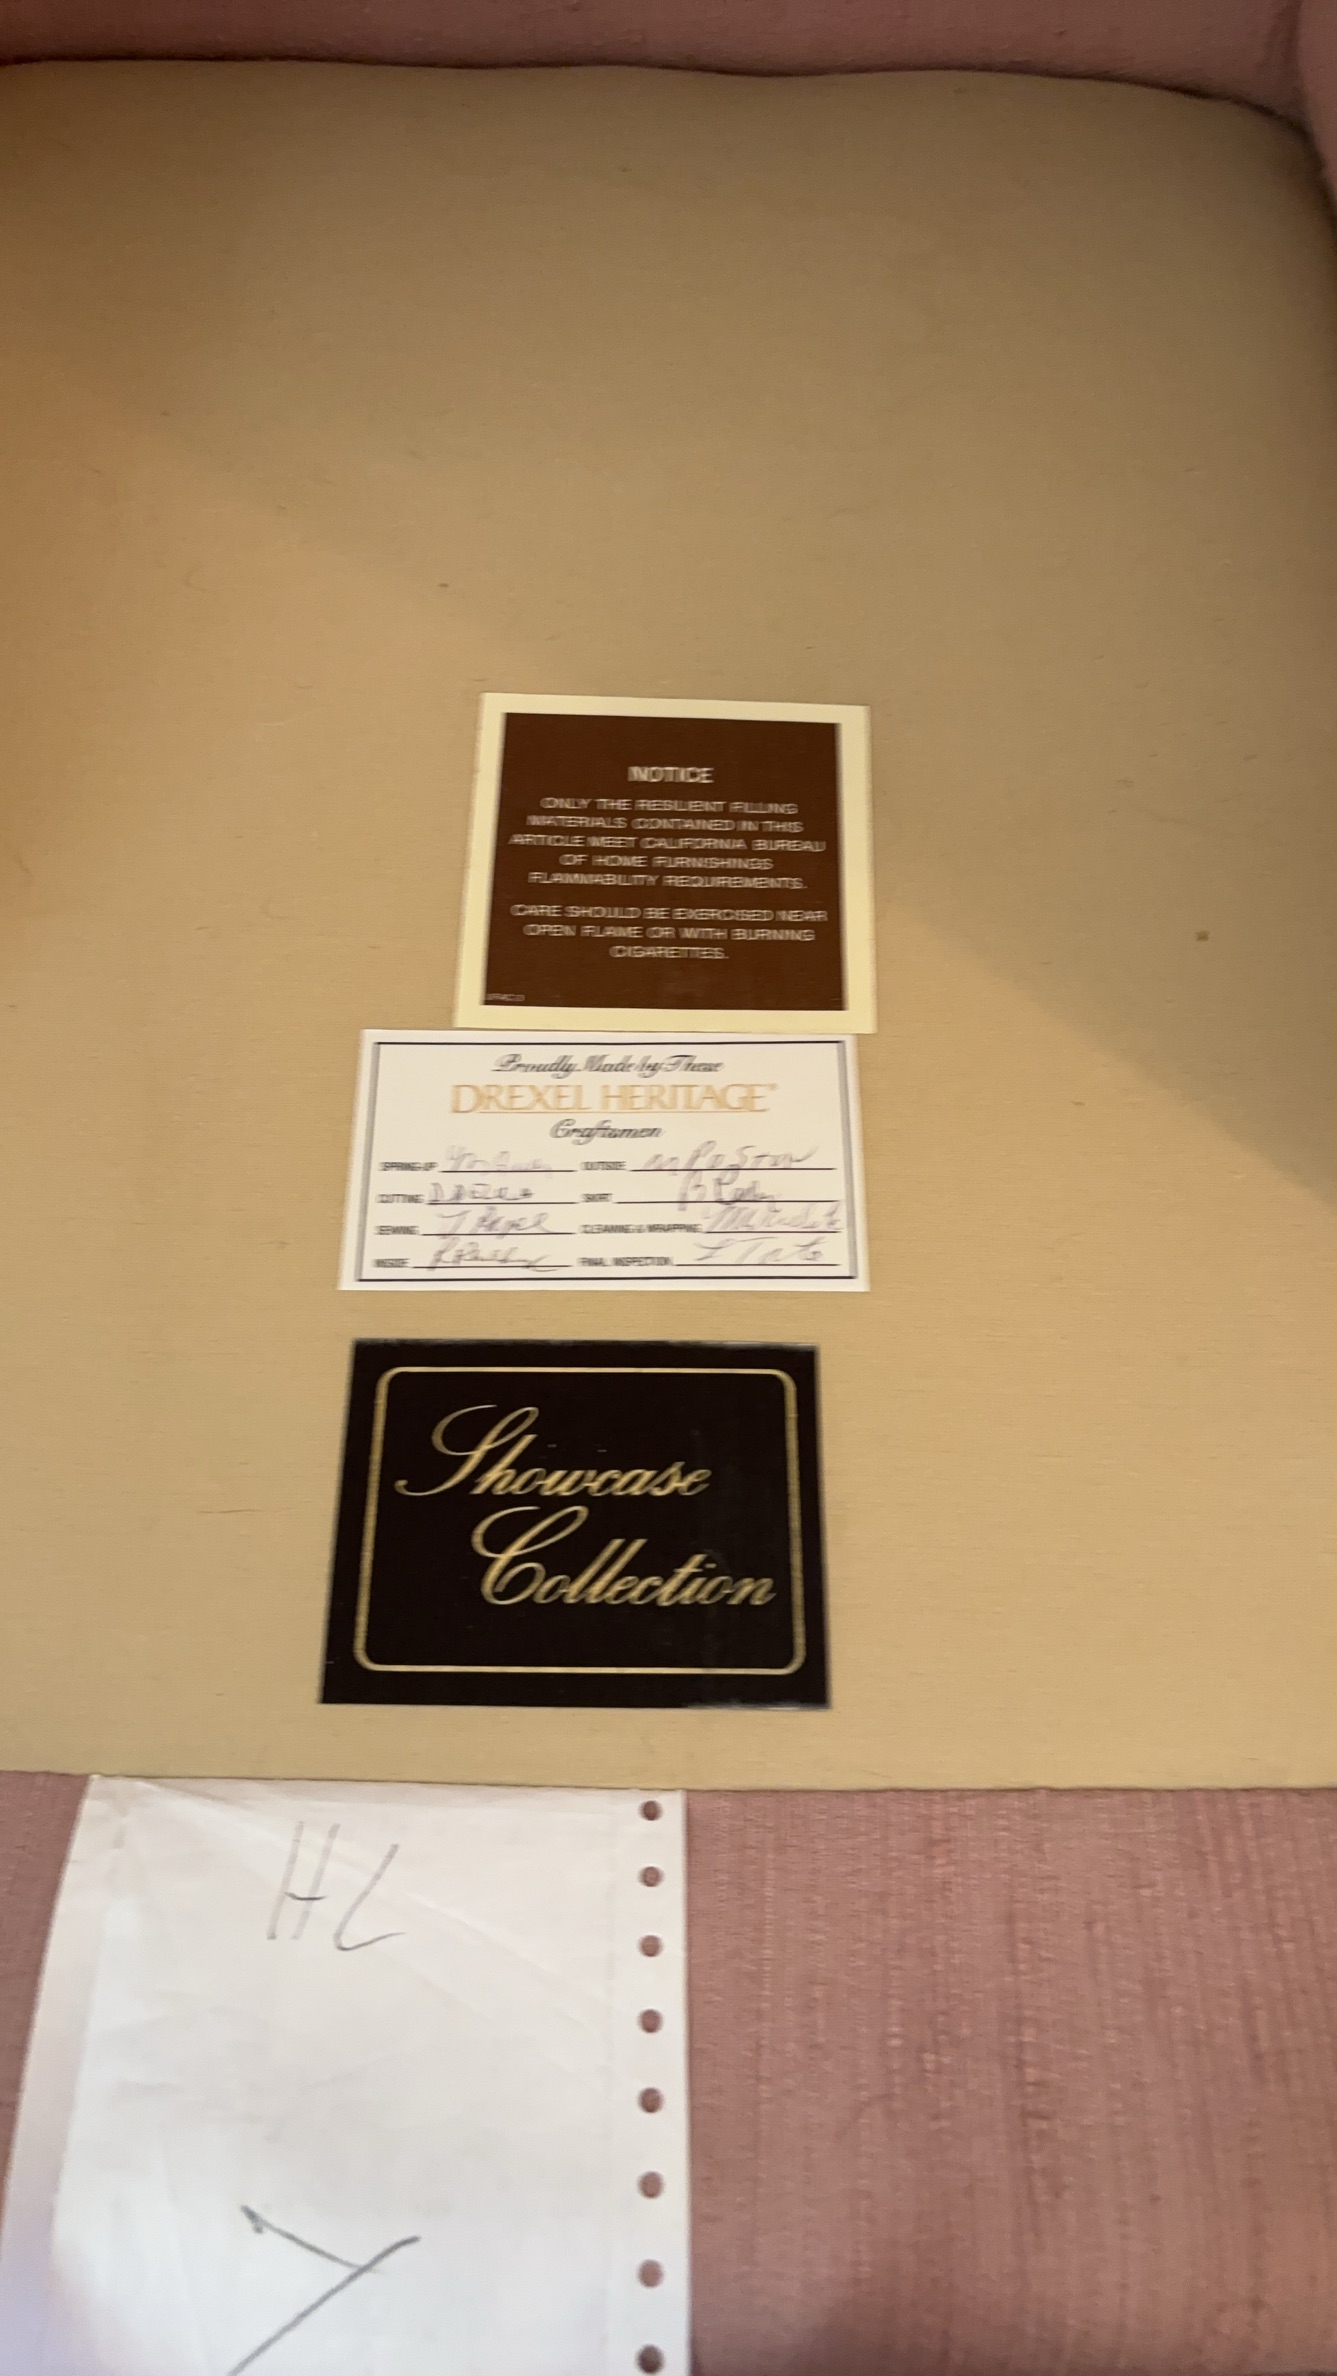 NOTICE
ONLY THE RESILIENT FILLING
MATERIALS CONTAINED IN THIS
ARTICLE MEET CALIFORNIA BUREAU
OF HOME FURNISHINGS
FLAMMABILITY REQUIREMENTS.
CARE SHOULD BE EXERCISED NEAR
OPEN FLAME OR WITH BURNING
CIGARETTES.
Proudly Made by These
DREXEL HERITAGE®
Craftsmen
SPRING-UP OUTSIDE
CUTTING SKIRT
SEWING CLEANING & WRAPPING
INSIDE FINAL INSPECTION L Tate
Showcase
Collection
HL
Y